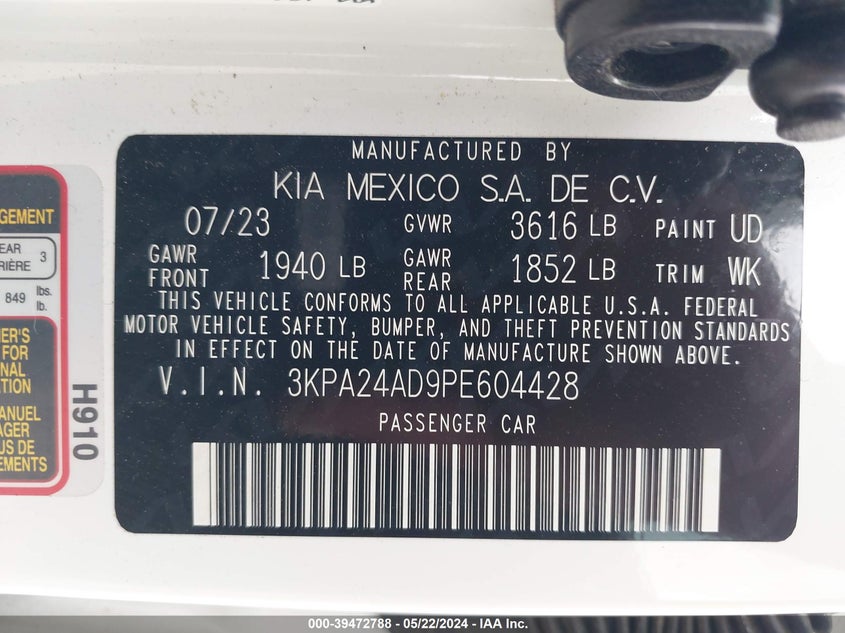 MANUFACTURED BY
KIA MEXICO S.A. DE C.V.
07/23 GVWR 3616 LB PAINT UD
GAWR FRONT 1940 LB GAWR REAR 1852 LB TRIM WK
THIS VEHICLE CONFORMS TO ALL APPLICABLE U.S.A. FEDERAL
MOTOR VEHICLE SAFETY, BUMPER, AND THEFT PREVENTION STANDARDS
IN EFFECT ON THE DATE OF MANUFACTURE SHOWN ABOVE.
V.I.N. 3KPA24AD9PE604428
PASSENGER CAR
3
849 lbs.
lb.
FOR
H910
000-39472788 - 05/22/2024 - IAA Inc.